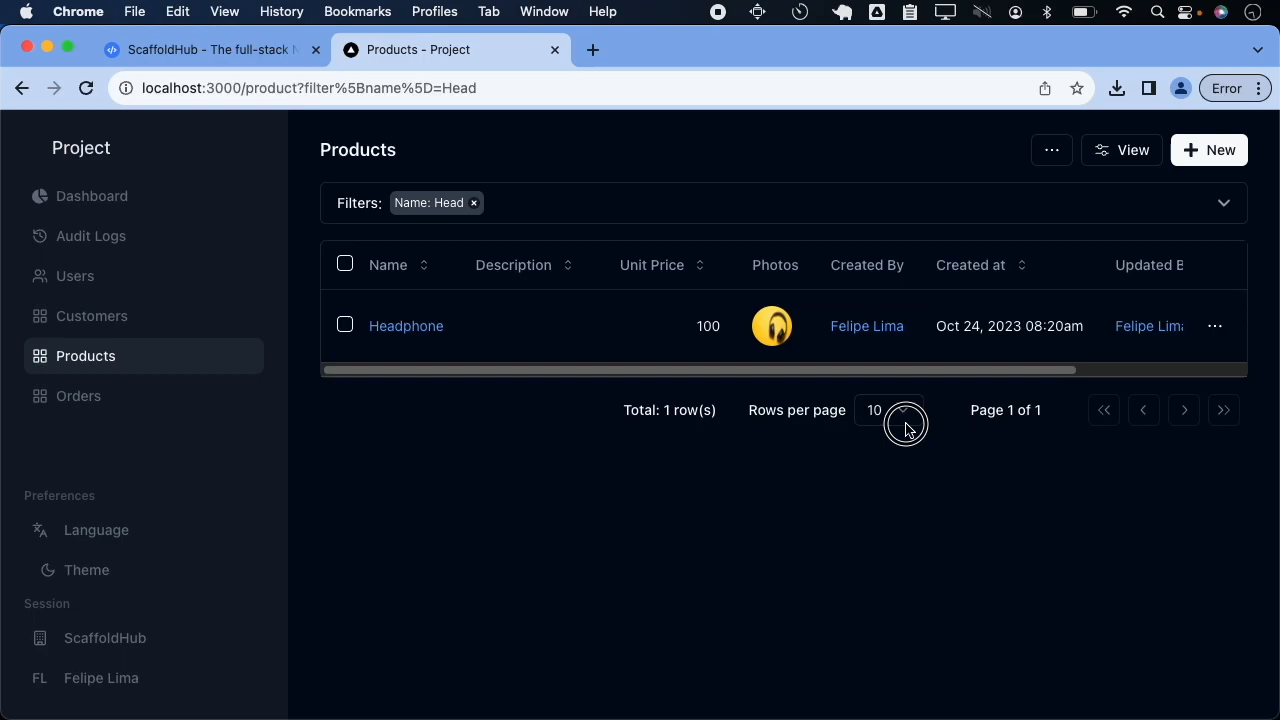 Chrome File Edit View History Bookmarks Profiles Tab Window Help
ScaffoldHub - The full-stack
Products - Project
localhost:3000/product?filter%5Bname%5D=Head
Error
Project
Dashboard
Audit Logs
Users
Customers
Products
Orders
Preferences
Language
Theme
Session
ScaffoldHub
FL Felipe Lima
Products
View
New
Filters: Name: Head
Name Description Unit Price Photos Created By Created at Updated
Headphone 100 Felipe Lima Oct 24, 2023 08:20am Felipe
Total: 1 row(s) Rows per page 10 Page 1 of 1